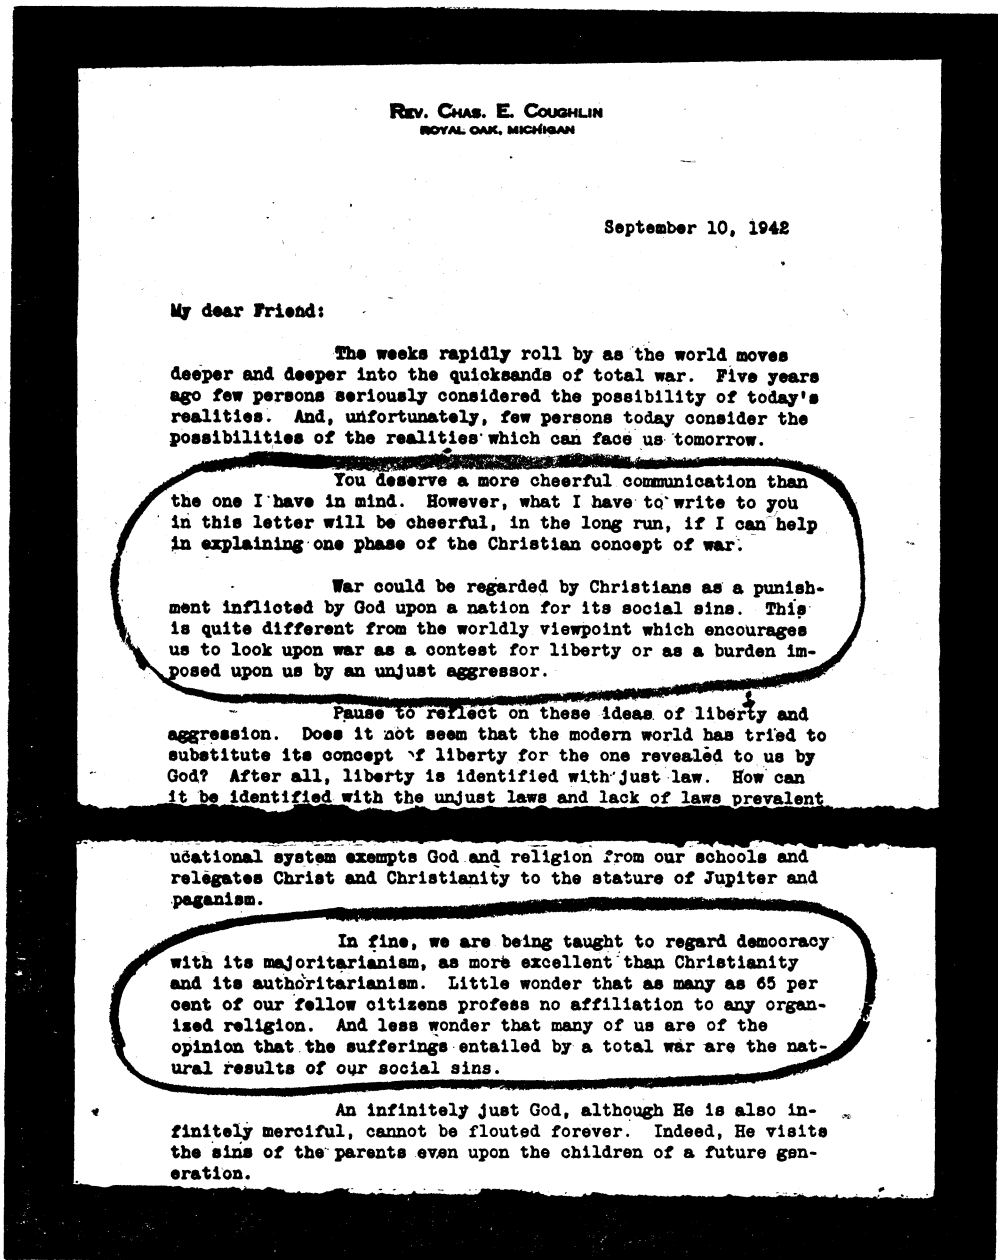 REV. CHAS. E. COUGHLIN
ROYAL OAK, MICHIGAN
September 10, 1942
My dear Friend:
The weeks rapidly roll by as the world moves
deeper and deeper into the quicksands of total war. Five years
ago few persons seriously considered the possibility of today's
realities. And, unfortunately, few persons today consider the
possibilities of the realities which can face us tomorrow.
You deserve a more cheerful communication than
the one I have in mind. However, what I have to write to you
in this letter will be cheerful, in the long run, if I can help
in explaining one phase of the Christian concept of war.
War could be regarded by Christians as a punish-
ment inflicted by God upon a nation for its social sins. This
is quite different from the worldly viewpoint which encourages
us to look upon war as a contest for liberty or as a burden im-
posed upon us by an unjust aggressor.
Pause to reflect on these ideas of liberty and
aggression. Does it not seem that the modern world has tried to
substitute its concept of liberty for the one revealed to us by
God? After all, liberty is identified with just law. How can
it be identified with the unjust laws and lack of laws prevalent
ucational system exempts God and religion from our schools and
relegates Christ and Christianity to the stature of Jupiter and
paganism.
In fine, we are being taught to regard democracy
with its majoritarianism, as more excellent than Christianity
and its authoritarianism. Little wonder that as many as 65 per
cent of our fellow citizens profess no affiliation to any organ-
ized religion. And less wonder that many of us are of the
opinion that the sufferings entailed by a total war are the nat-
ural results of our social sins.
An infinitely just God, although He is also in-
finitely merciful, cannot be flouted forever. Indeed, He visits
the sins of the parents even upon the children of a future gen-
eration.